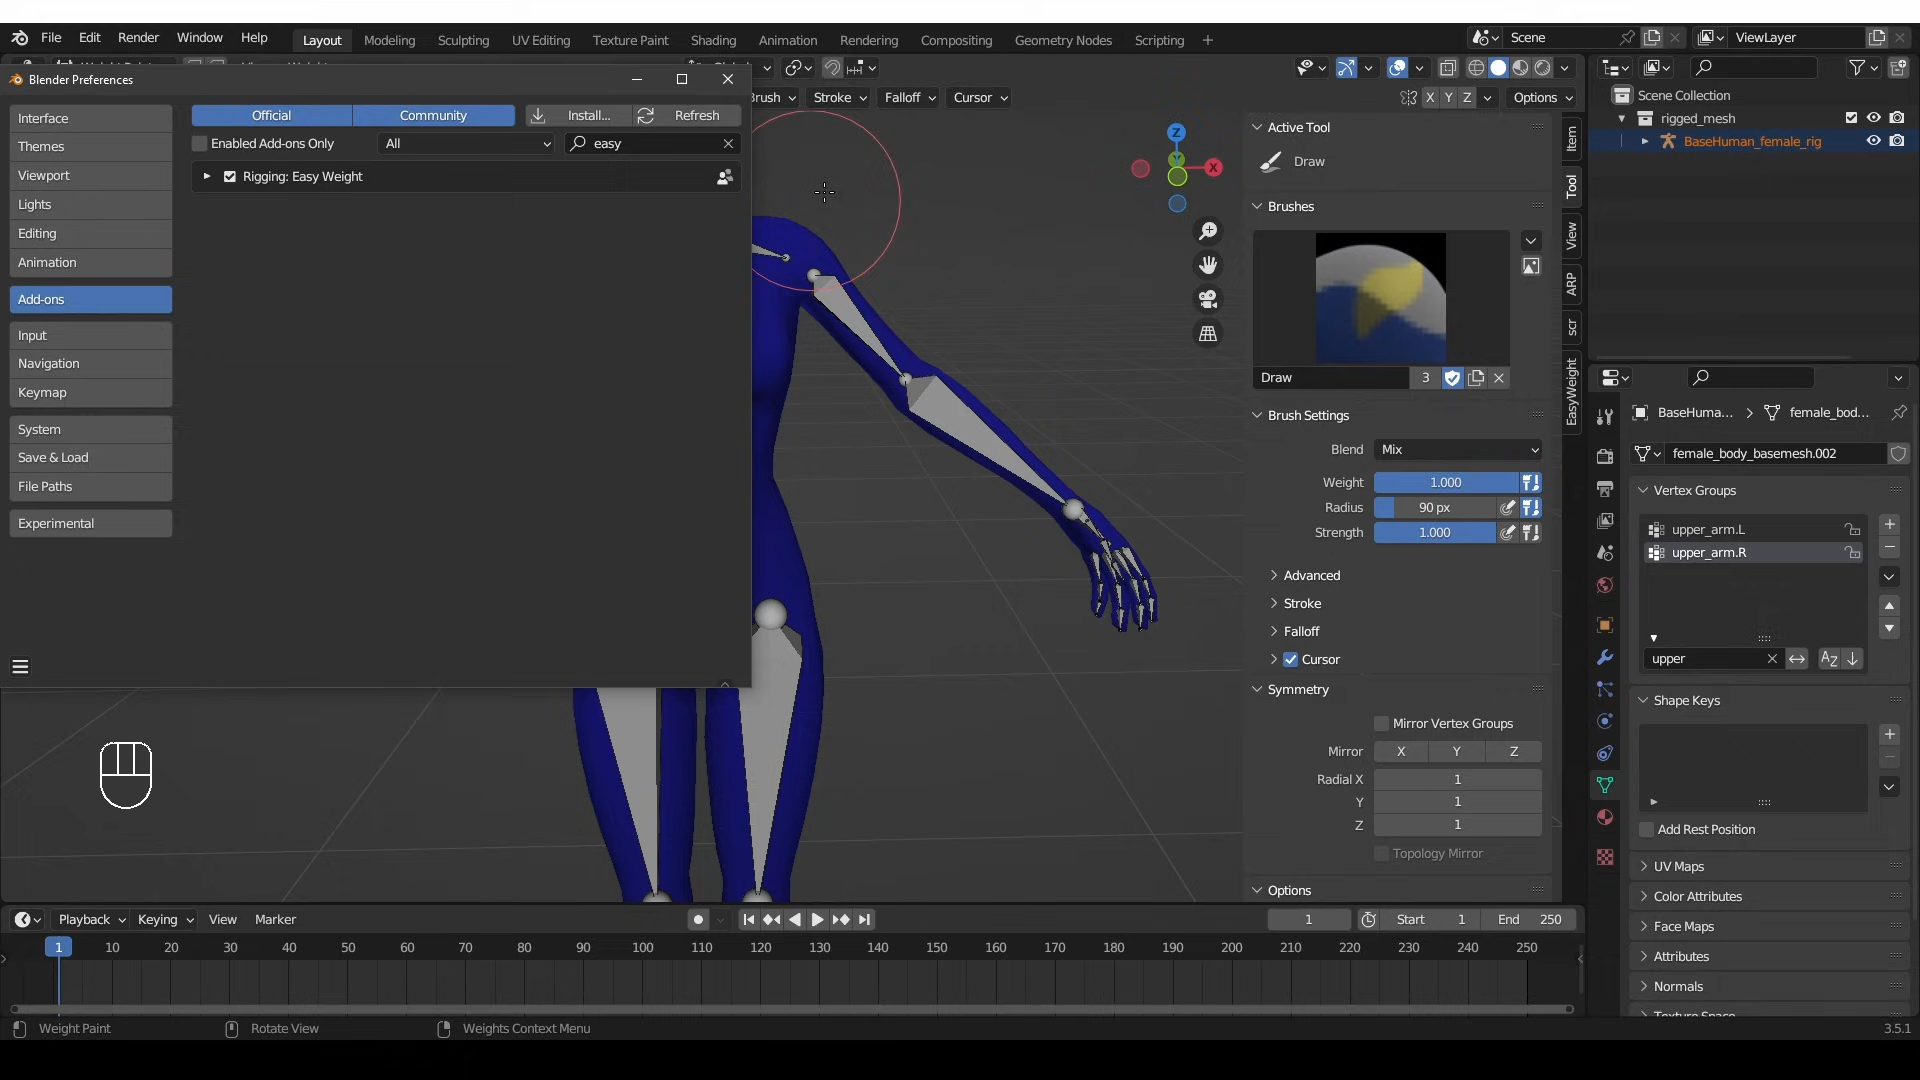 File Edit Render Window Help Layout Modeling Sculpting UV Editing Texture Paint Shading Animation Rendering Compositing Geometry Nodes Scripting + Scene ViewLayer
Blender Preferences
Brush Stroke Falloff Cursor X Y Z Options
Interface
Themes
Viewport
Lights
Editing
Animation
Add-ons
Input
Navigation
Keymap
System
Save & Load
File Paths
Experimental
Official Community Install... Refresh
Enabled Add-ons Only All easy
Rigging: Easy Weight
Z
X
Active Tool
Draw
Brushes
Draw 3
Brush Settings
Blend Mix
Weight 1.000
Radius 90 px
Strength 1.000
Advanced
Stroke
Falloff
Cursor
Symmetry
Mirror Vertex Groups
Mirror X Y Z
Radial X 1
Y 1
Z 1
Topology Mirror
Options
Item
Tool
View
ARP
scr
EasyWeight
Scene Collection
rigged_mesh
BaseHuman_female_rig
BaseHuma... > female_bod...
female_body_basemesh.002
Vertex Groups
upper_arm.L
upper_arm.R
upper
Shape Keys
Add Rest Position
UV Maps
Color Attributes
Face Maps
Attributes
Normals
Texture Space
Playback Keying View Marker 1 Start 1 End 250
1 10 20 30 40 50 60 70 80 90 100 110 120 130 140 150 160 170 180 190 200 210 220 230 240 250
Weight Paint Rotate View Weights Context Menu 3.5.1